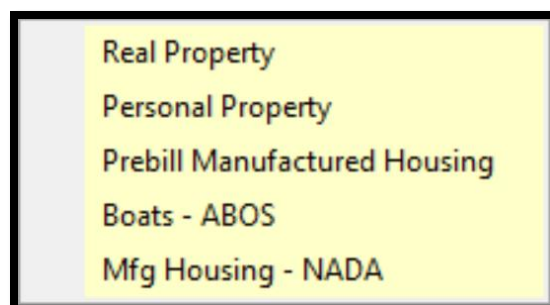 Real Property
Personal Property
Prebill Manufactured Housing
Boats - ABOS
Mfg Housing - NADA